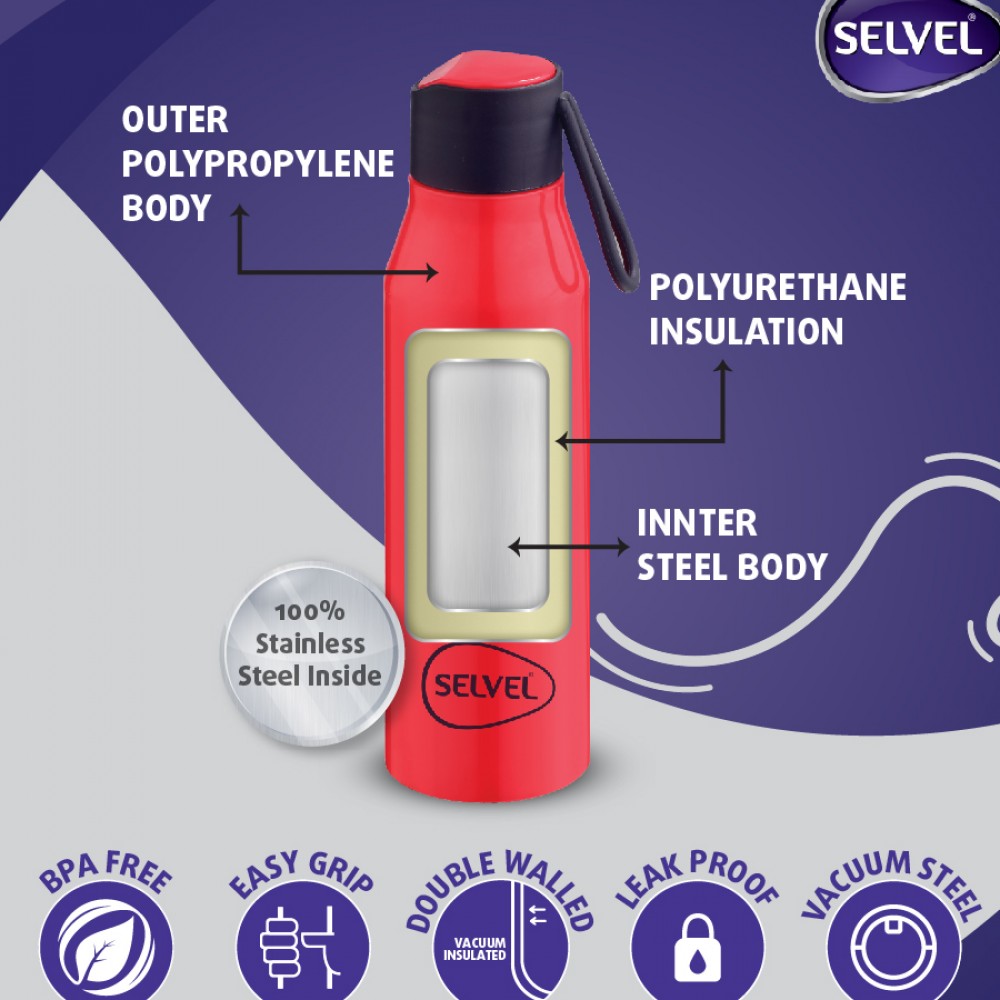 SELVEL®
OUTER
POLYPROPYLENE
BODY
POLYURETHANE
INSULATION
INNTER
STEEL BODY
100%
Stainless
Steel Inside
SELVEL®
BPA FREE
EASY GRIP
DOUBLE WALLED
VACUUM
INSULATED
LEAK PROOF
VACUUM STEEL